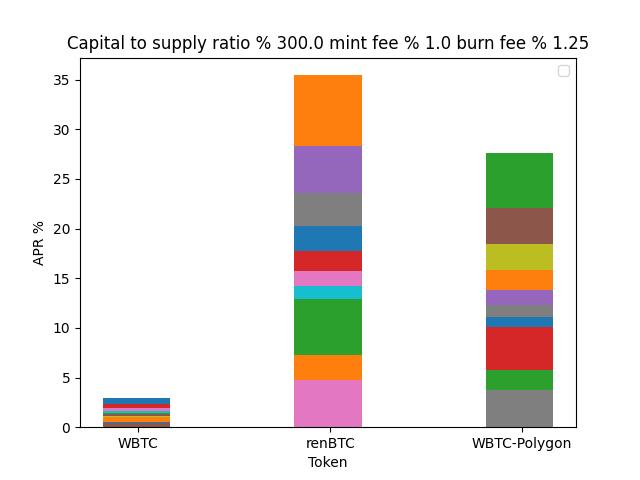 Capital to supply ratio % 300.0 mint fee % 1.0 burn fee % 1.25
35
30
25
20
15
10
5
0
APR %
WBTC renBTC WBTC-Polygon
Token